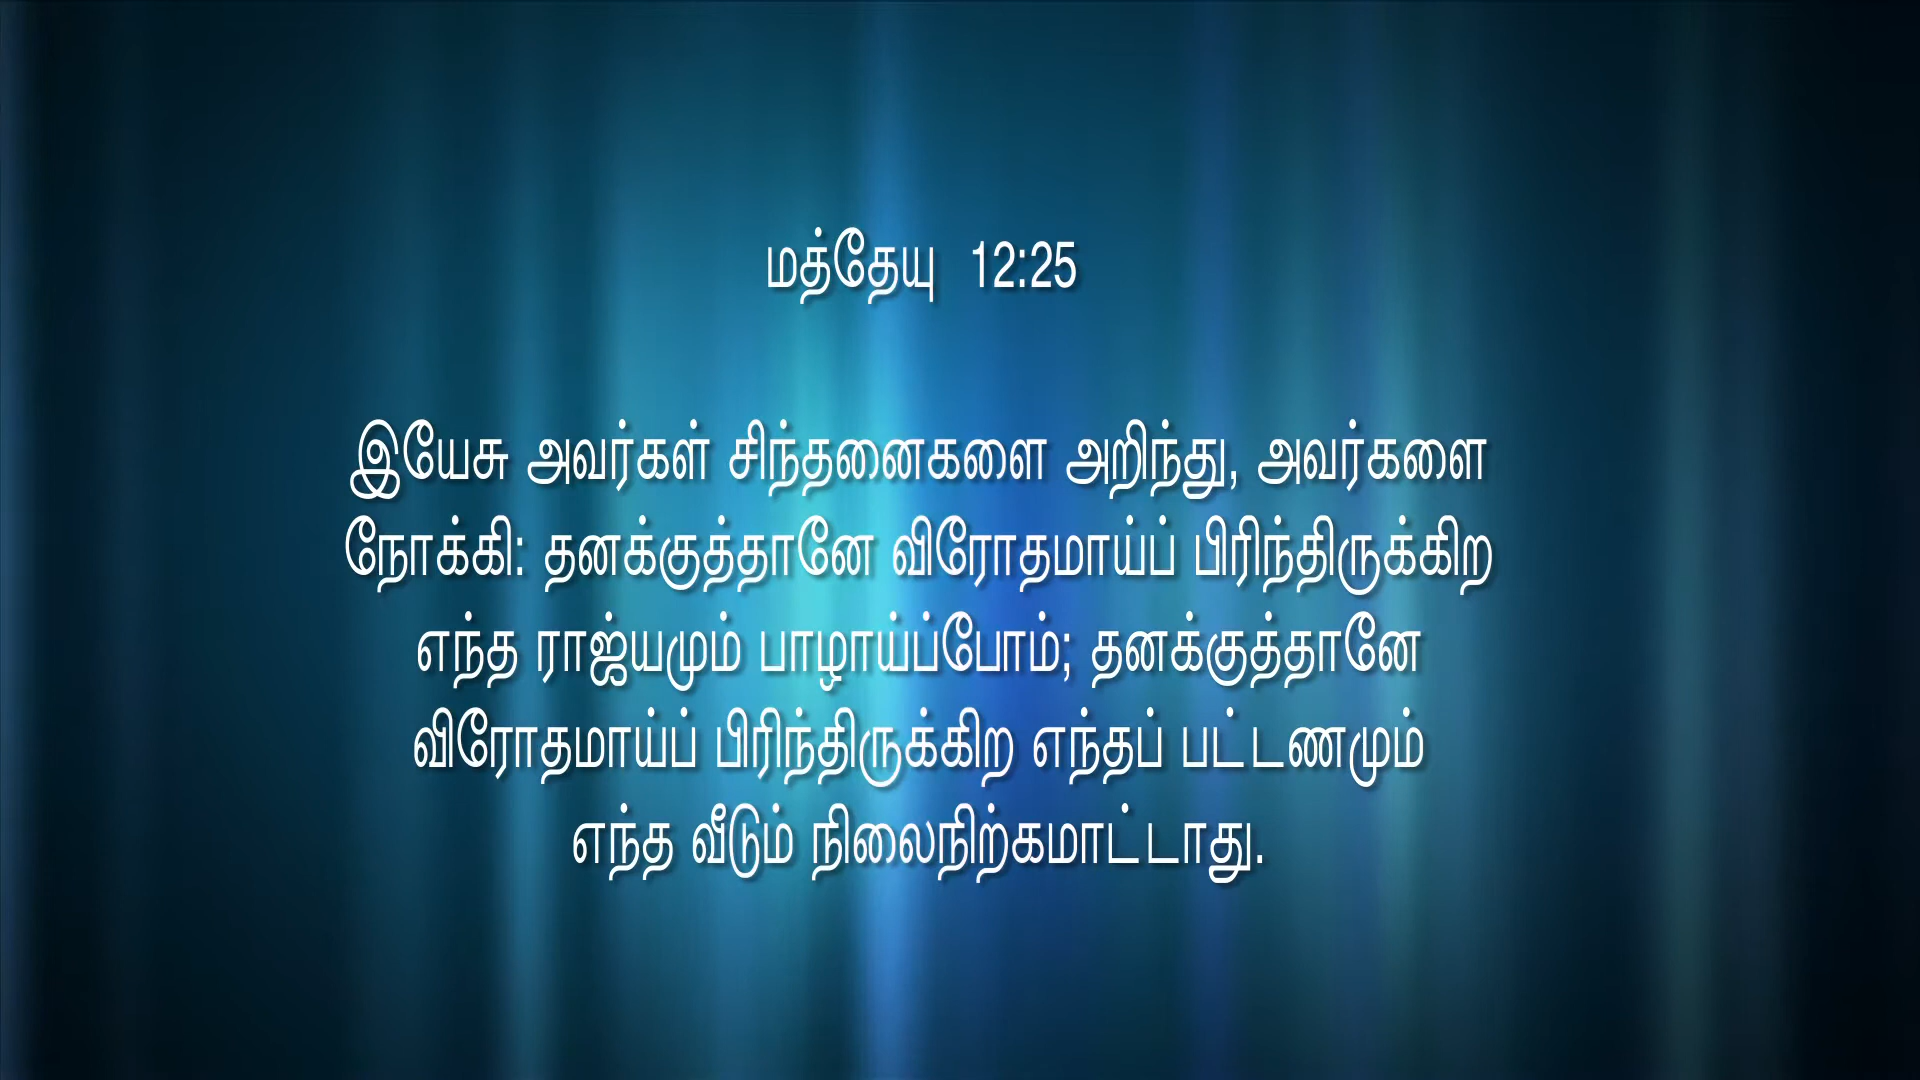 மத்தேயு 12:25
இயேசு அவர்கள் சிந்தனைகளை அறிந்து, அவர்களை
நோக்கி: தனக்குத்தானே விரோதமாய்ப் பிரிந்திருக்கிற
எந்த ராஜ்யமும் பாழாய்ப்போம்; தனக்குத்தானே
விரோதமாய்ப் பிரிந்திருக்கிற எந்தப் பட்டணமும்
எந்த வீடும் நிலைநிற்கமாட்டாது.